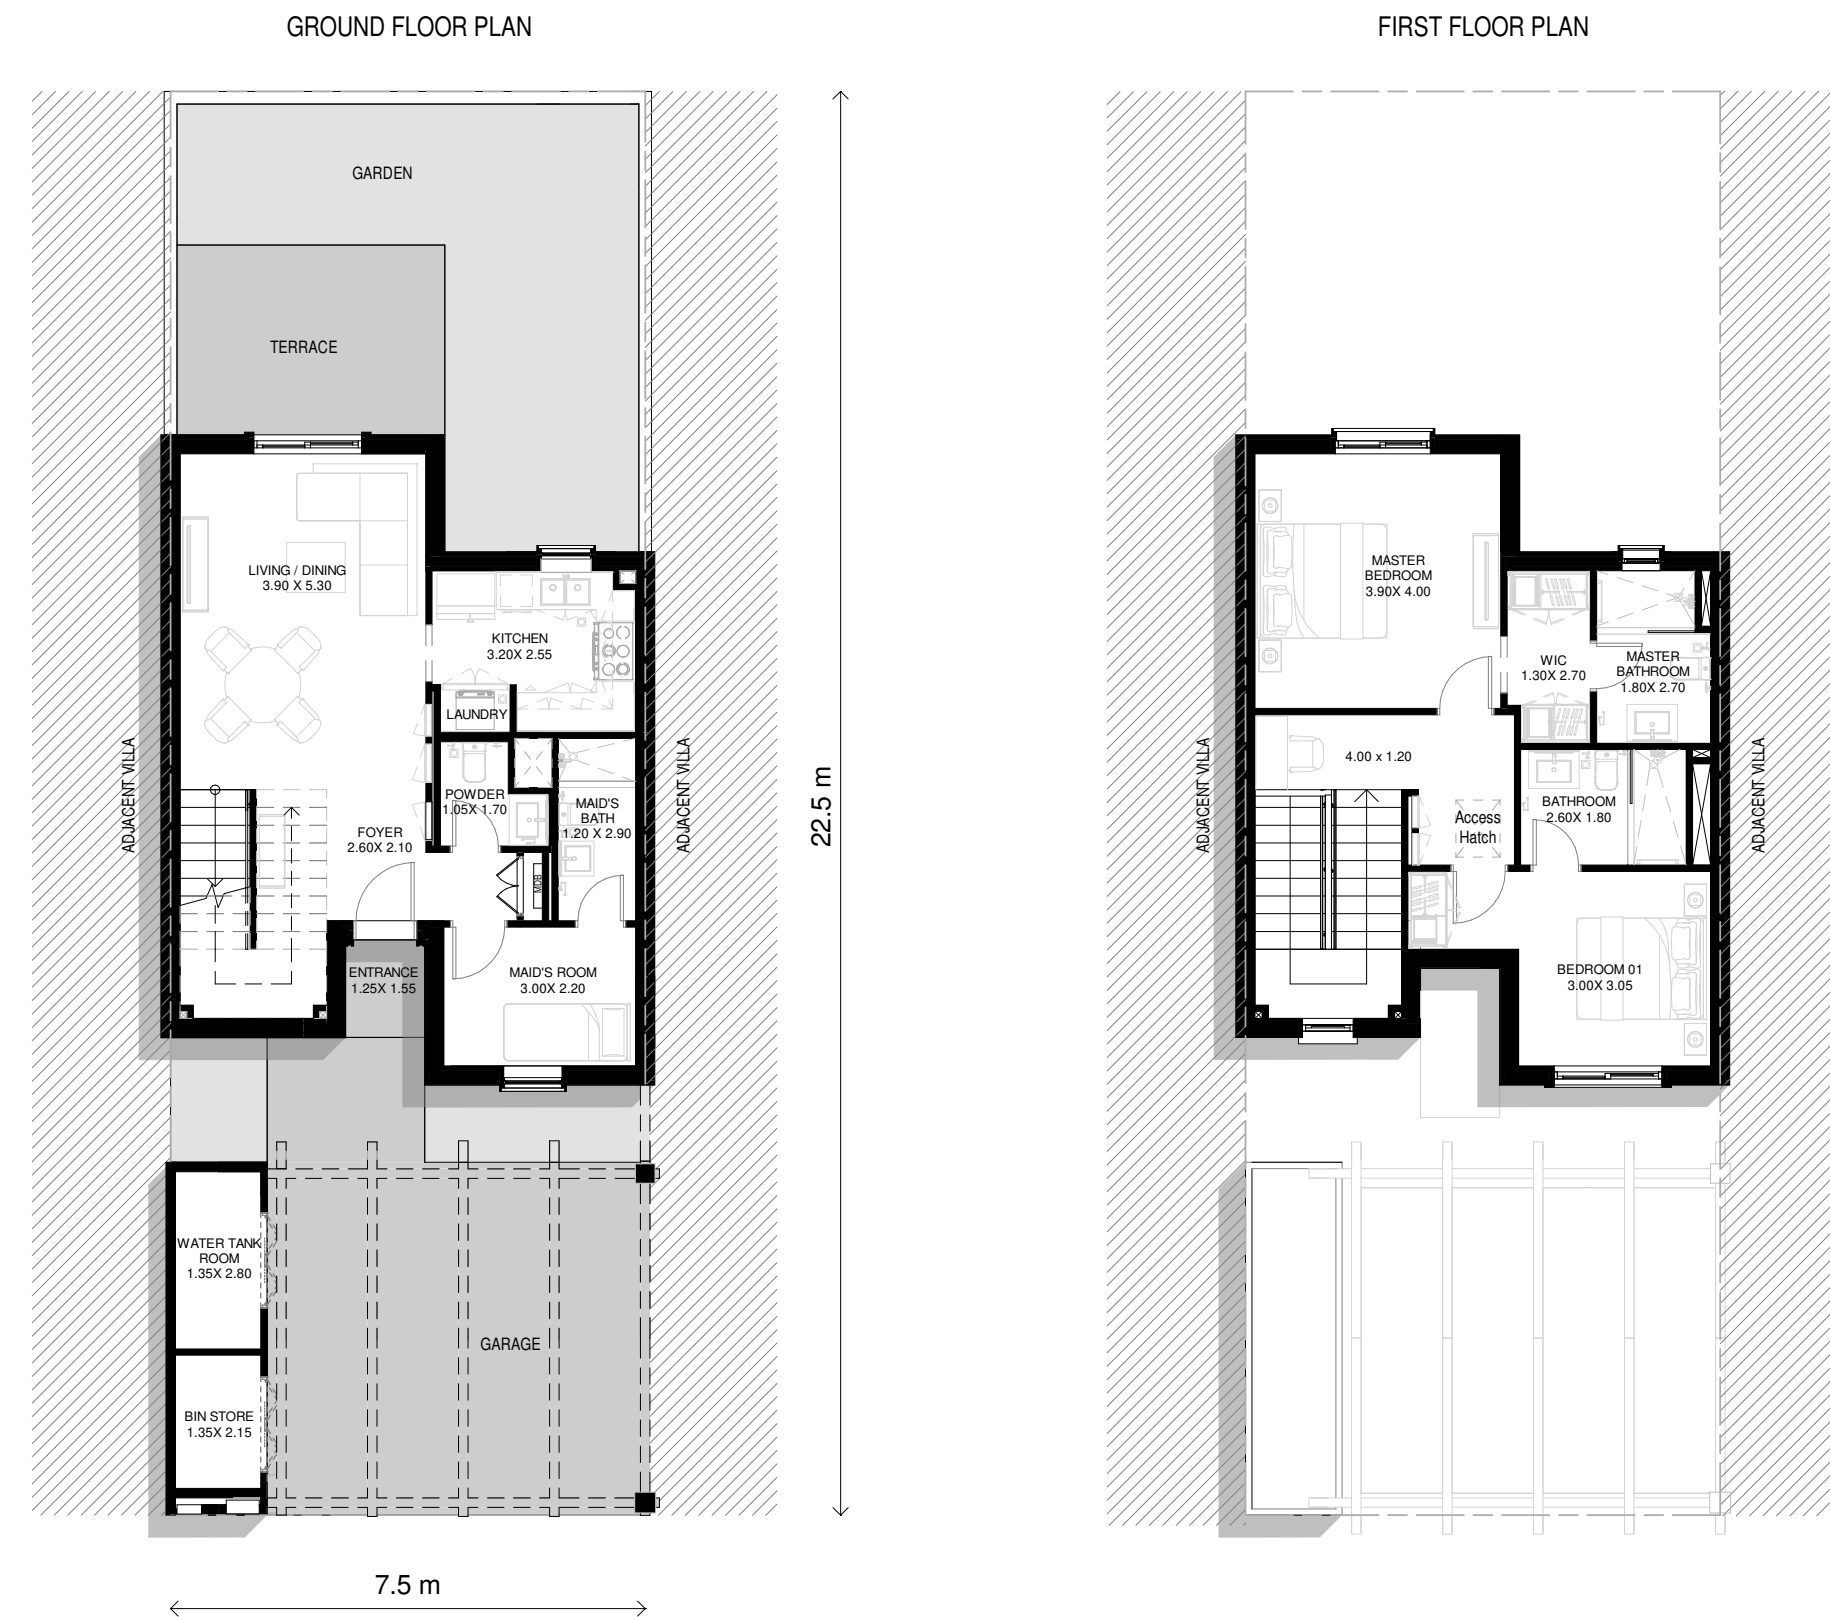 GROUND FLOOR PLAN
FIRST FLOOR PLAN
GARDEN
TERRACE
LIVING / DINING
3.90 X 5.30
KITCHEN
3.20X 2.55
LAUNDRY
POWDER
1.05X 1.70
MAID'S
BATH
1.20 X 2.90
FOYER
2.60X 2.10
MDB
ENTRANCE
1.25X 1.55
MAID'S ROOM
3.00X 2.20
ADJACENT VILLA
ADJACENT VILLA
WATER TANK
ROOM
1.35X 2.80
GARAGE
BIN STORE
1.35X 2.15
22.5 m
7.5 m
MASTER
BEDROOM
3.90X 4.00
WIC
1.30X 2.70
MASTER
BATHROOM
1.80X 2.70
4.00 x 1.20
BATHROOM
2.60X 1.80
Access
Hatch
BEDROOM 01
3.00X 3.05
ADJACENT VILLA
ADJACENT VILLA